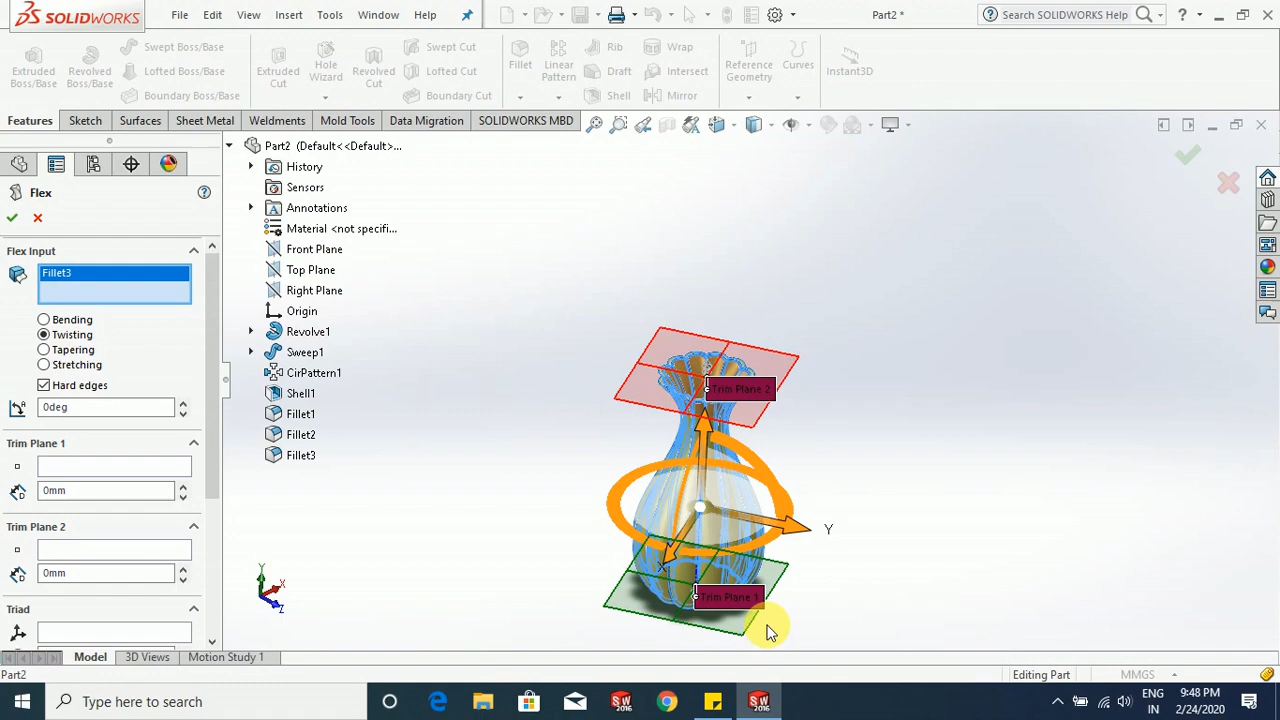 SOLIDWORKS
File Edit View Insert Tools Window Help
Part2 *
Search SOLIDWORKS Help
?
Extruded Boss/Base
Revolved Boss/Base
Swept Boss/Base
Lofted Boss/Base
Boundary Boss/Base
Extruded Cut
Hole Wizard
Revolved Cut
Swept Cut
Lofted Cut
Boundary Cut
Fillet
Linear Pattern
Rib
Draft
Shell
Wrap
Intersect
Mirror
Reference Geometry
Curves
Instant3D
Features Sketch Surfaces Sheet Metal Weldments Mold Tools Data Migration SOLIDWORKS MBD
Flex
Flex Input
Fillet3
Bending
Twisting
Tapering
Stretching
Hard edges
0deg
Trim Plane 1
0mm
Trim Plane 2
0mm
Triad
Part2 (Default<<Default>...
History
Sensors
Annotations
Material <not specifi...
Front Plane
Top Plane
Right Plane
Origin
Revolve1
Sweep1
CirPattern1
Shell1
Fillet1
Fillet2
Fillet3
Trim Plane 2
Y
X
Trim Plane 1
Y
X
Z
Model 3D Views Motion Study 1
Part2
Editing Part
MMGS
Type here to search
SW
2016
SW
2016
ENG
IN
9:48 PM
2/24/2020